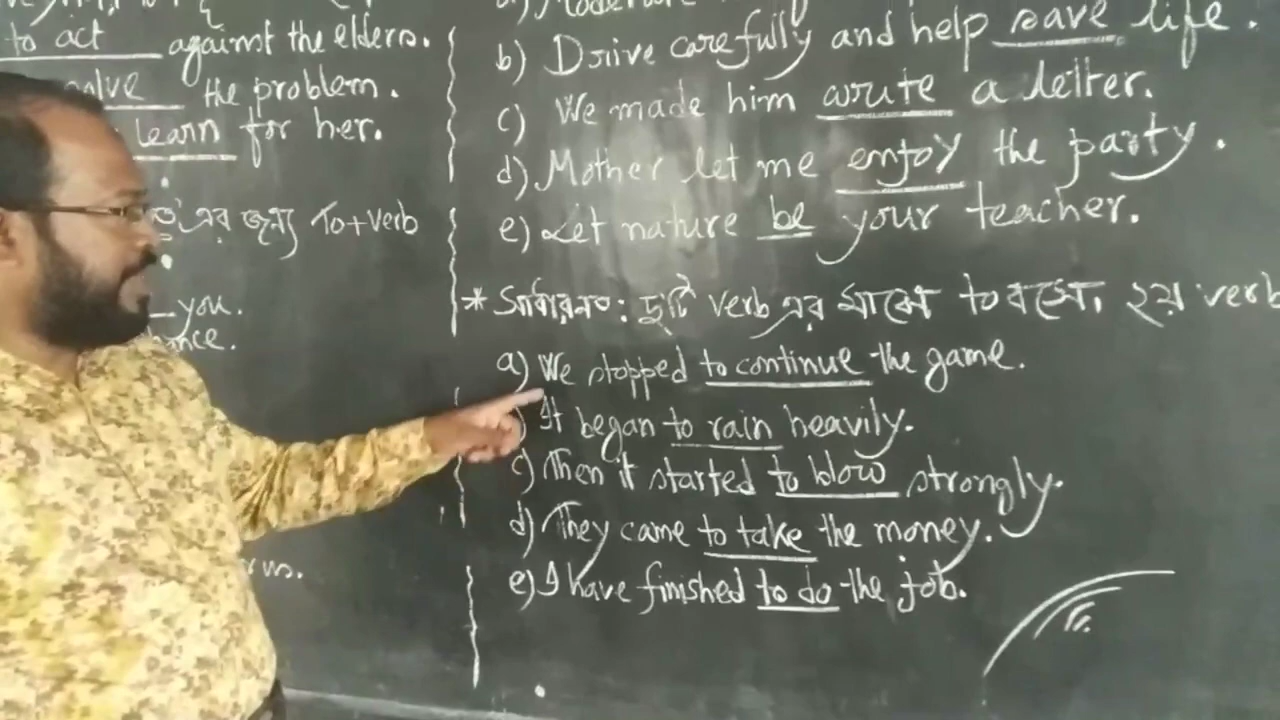 to act against the elders.
solve the problem.
learn for her.
এর জন্য To+verb
you.
b) Drive carefully and help save life.
c) We made him write a letter.
d) Mother let me enjoy the party.
e) Let nature be your teacher.
* সাধারনত: দুটি verb এর মাঝে to বসে। ২য় verb
a) We stopped to continue the game.
) It began to rain heavily.
c) Then it started to blow strongly.
d) They came to take the money.
e) I have finished to do the job.